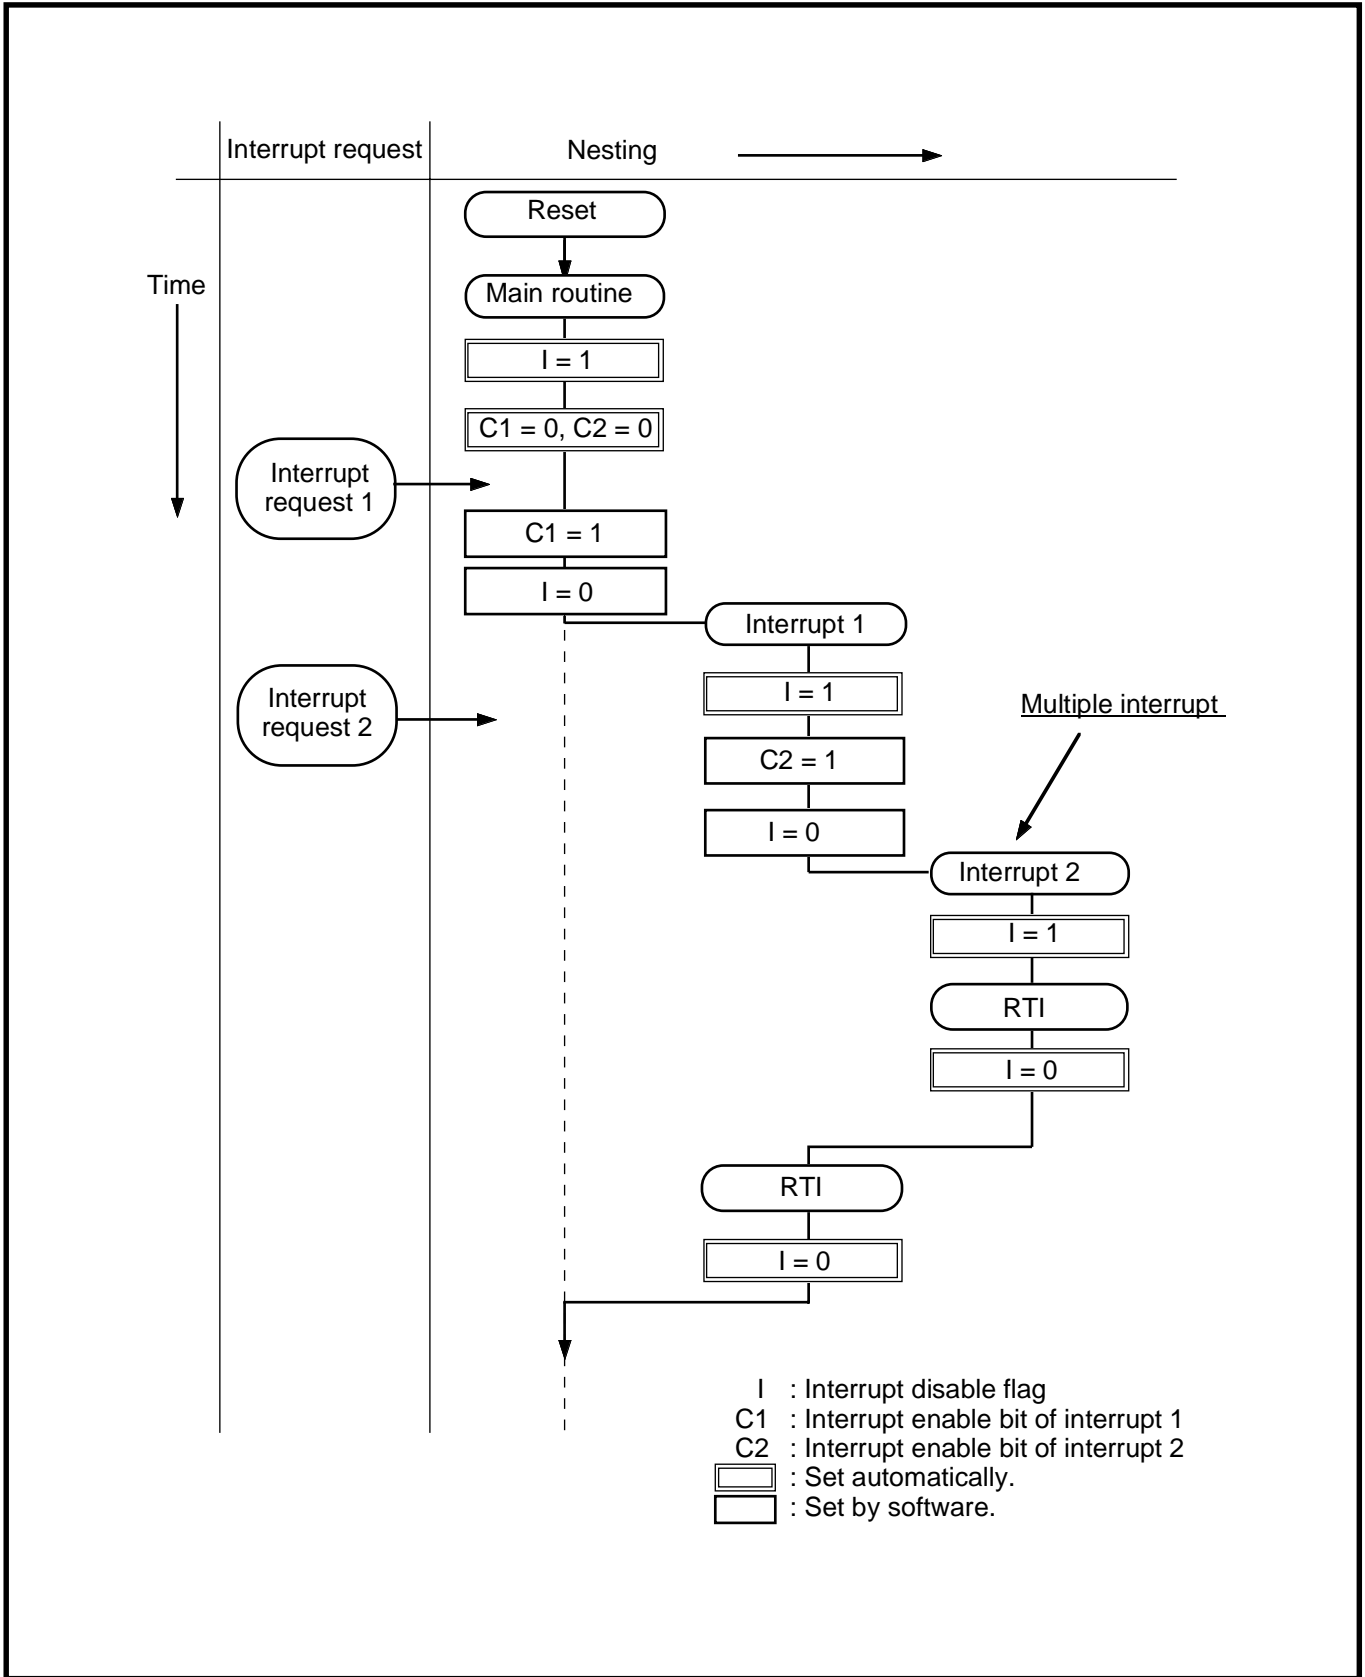 Interrupt request
Nesting
Reset
Time
Main routine
I = 1
C1 = 0, C2 = 0
Interrupt
request 1
C1 = 1
I = 0
Interrupt 1
I = 1
Interrupt
request 2
Multiple interrupt
C2 = 1
I = 0
Interrupt 2
I = 1
RTI
I = 0
RTI
I = 0
I : Interrupt disable flag
C1 : Interrupt enable bit of interrupt 1
C2 : Interrupt enable bit of interrupt 2
: Set automatically.
: Set by software.